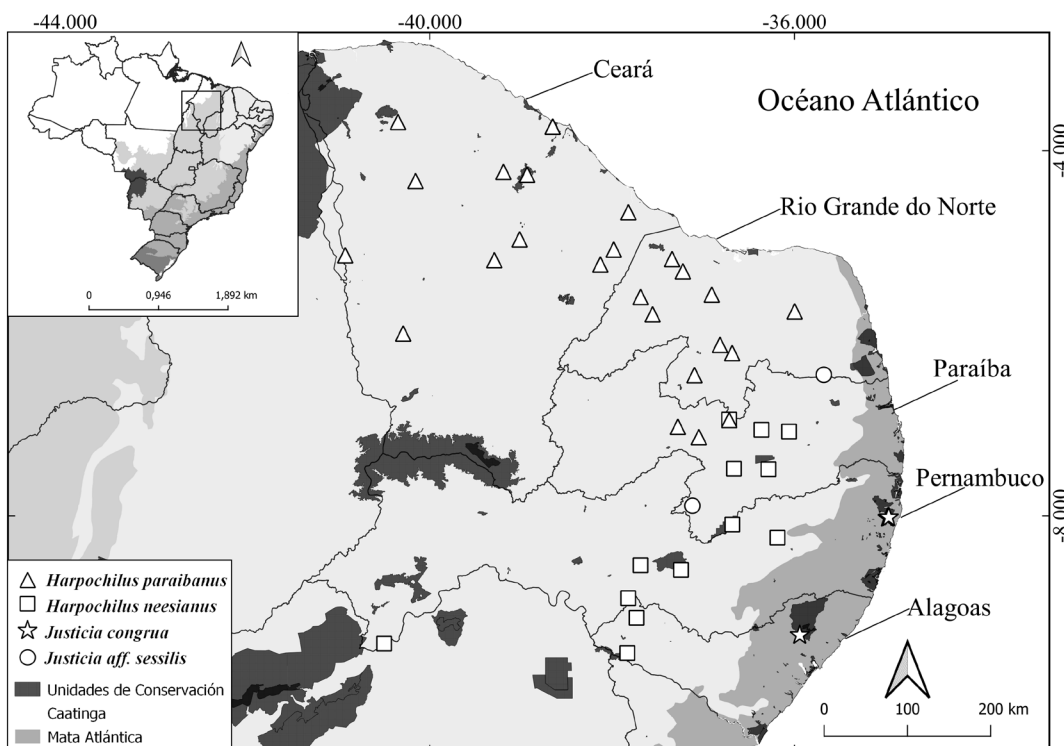 -44.000
-40.000
-36.000
Ceará
Océano Atlántico
-4.000
Rio Grande do Norte
0
0,946
1,892 km
Paraíba
Pernambuco
-8.000
Harpochilus paraibanus
Harpochilus neesianus
Justicia congrua
Justicia aff. sessilis
Unidades de Conservación
Caatinga
Mata Atlántica
Alagoas
0
100
200 km